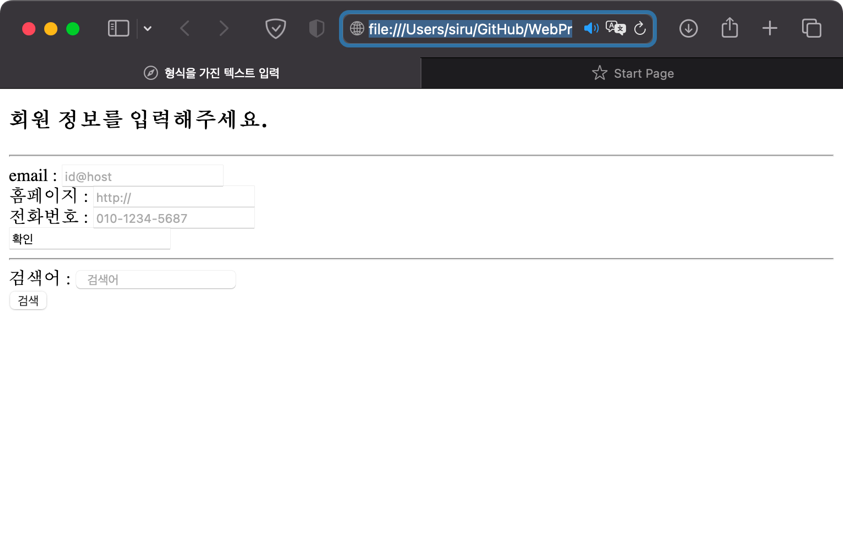 file:///Users/siru/GitHub/WebPr
형식을 가진 텍스트 입력
Start Page
회원 정보를 입력해주세요.
email : id@host
홈페이지 : http://
전화번호 : 010-1234-5687
확인
검색어 : 검색어
검색